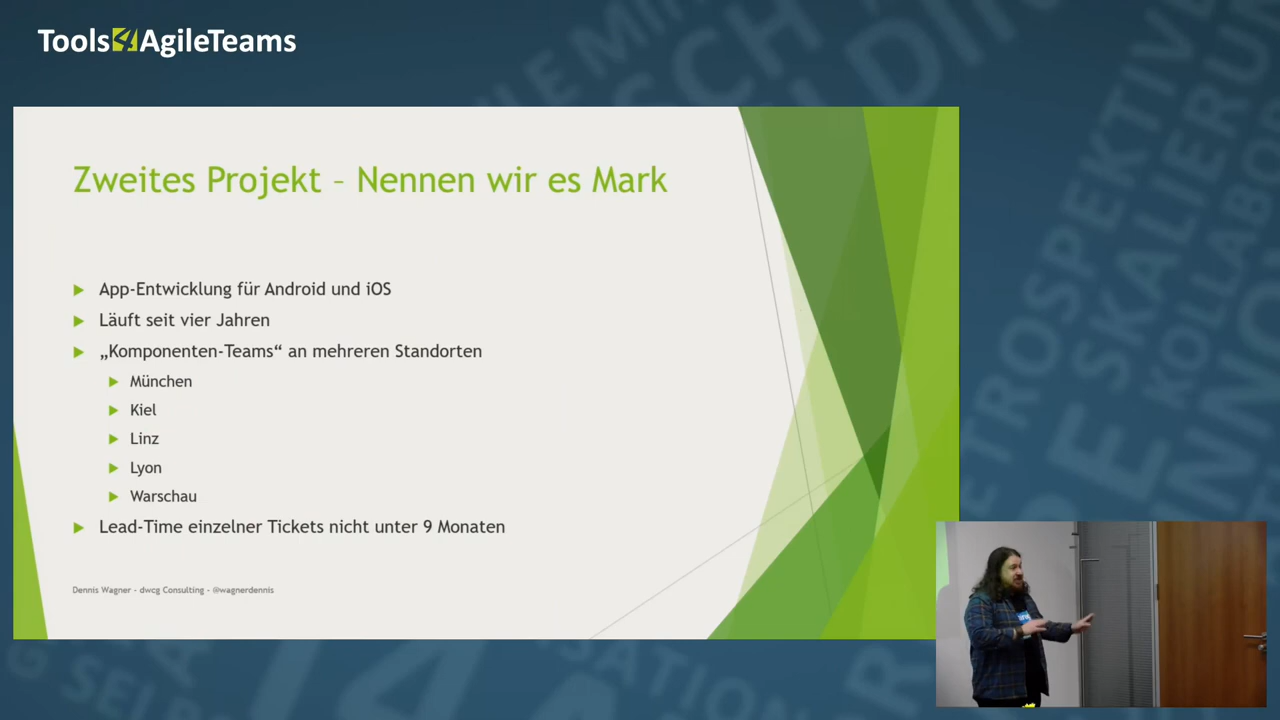 Tools4AgileTeams
Zweites Projekt – Nennen wir es Mark
App-Entwicklung für Android und iOS
Läuft seit vier Jahren
„Komponenten-Teams“ an mehreren Standorten
München
Kiel
Linz
Lyon
Warschau
Lead-Time einzelner Tickets nicht unter 9 Monaten
Dennis Wagner - dwcg Consulting - @wagnerdennis